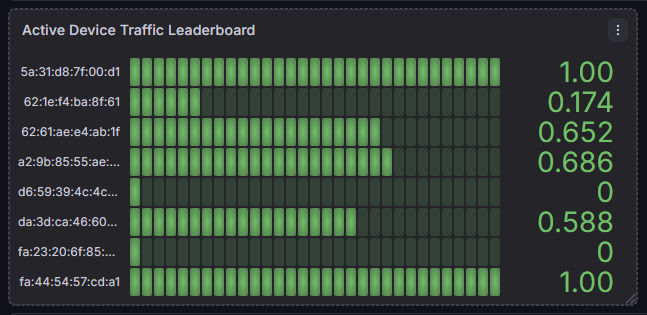 Active Device Traffic Leaderboard
5a:31:d8:7f:00:d1 1.00
62:1e:f4:ba:8f:61 0.174
62:61:ae:e4:ab:1f 0.652
a2:9b:85:55:ae:... 0.686
d6:59:39:4c:4c... 0
da:3d:ca:46:60... 0.588
fa:23:20:6f:85:... 0
fa:44:54:57:cd:a1 1.00